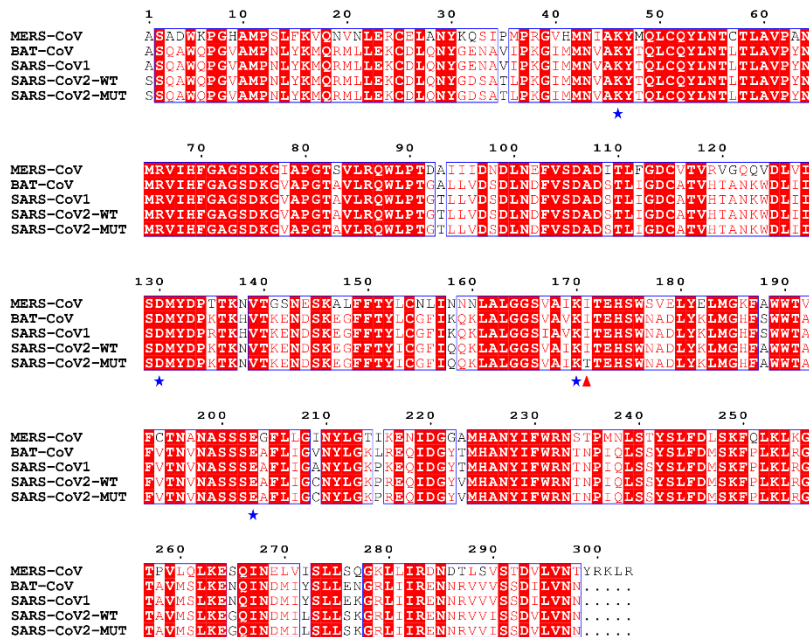 1 10 20 30 40 50 60
MERS-CoV ASADWKPGHAMPSLFKVQNVNLERCELANYKQSIPMPRGVHMNIAKYMQLCQYLNTCTLAVPAN
BAT-CoV ASQAWQPGVAMPNLYKMQRMLLEKCDLQNYGENAVIPKGIMMNVAKYTQLCQYLNTLTLAVPYN
SARS-CoV1 ASQAWQPGVAMPNLYKMQRMLLEKCDLQNYGENAVIPKGIMMNVAKYTQLCQYLNTLTLAVPYN
SARS-CoV2-WT SSQAWQPGVAMPNLYKMQRMLLEKCDLQNYGDSATLPKGIMMNVAKYTQLCQYLNTLTLAVPYN
SARS-CoV2-MUT SSQAWQPGVAMPNLYKMQRMLLEKCDLQNYGDSATLPKGIMMNVAKYTQLCQYLNTLTLAVPYN
70 80 90 100 110 120
MERS-CoV MRVIHFGAGSDKGIAPGTSVLRQWLPTDAIIIDNDLNEFVSDADITLFGDCVTVRVGQQVDLVI
BAT-CoV MRVIHFGAGSDKGVAPGTAVLRQWLPTGALLVDSDLNDFVSDADSTLIGDCATVHTANKWDLII
SARS-CoV1 MRVIHFGAGSDKGVAPGTAVLRQWLPTGTLLVDSDLNDFVSDADSTLIGDCATVHTANKWDLII
SARS-CoV2-WT MRVIHFGAGSDKGVAPGTAVLRQWLPTGTLLVDSDLNDFVSDADSTLIGDCATVHTANKWDLII
SARS-CoV2-MUT MRVIHFGAGSDKGVAPGTAVLRQWLPTGTLLVDSDLNDFVSDADSTLIGDCATVHTANKWDLII
130 140 150 160 170 180 190
MERS-CoV SDMYDPTTKNVTGSNESKALFFTYLCNLINNNLALGGSVAIKITEHSWSVELYELMGKFAWWTV
BAT-CoV SDMYDPKTKHVTKENDSKEGFFTYLCGFIKQKLALGGSVAIKITEHSWNADLYKLMGHFSWWTA
SARS-CoV1 SDMYDPRTKHVTKENDSKEGFFTYLCGFIKQKLALGGSIAVKITEHSWNADLYKLMGHFSWWTA
SARS-CoV2-WT SDMYDPKTKNVTKENDSKEGFFTYICGFIQQKLALGGSVAIKITEHSWNADLYKLMGHFAWWTA
SARS-CoV2-MUT SDMYDPKTKNVTKENDSKEGFFTYICGFIQQKLALGGSVAIKTTEHSWNADLYKLMGHFAWWTA
200 210 220 230 240 250
MERS-CoV FCTNANASSSEGFLLGINYLGTIKENIDGGAMHANYIFWRNSTPMNLSTYSLFDLSKFQLKLKG
BAT-CoV FVTNVNASSSEAFLIGVNYLGKLREQIDGYTMHANYIFWRNTNPIQLSSYSLFDMSKFPLKLRG
SARS-CoV1 FVTNVNASSSEAFLIGANYLGKPKEQIDGYTMHANYIFWRNTNPIQLSSYSLFDMSKFPLKLRG
SARS-CoV2-WT FVTNVNASSSEAFLIGCNYLGKPREQIDGYVMHANYIFWRNTNPIQLSSYSLFDMSKFPLKLRG
SARS-CoV2-MUT FVTNVNASSSEAFLIGCNYLGKPREQIDGYVMHANYIFWRNTNPIQLSSYSLFDMSKFPLKLRG
260 270 280 290 300
MERS-CoV TPVLQLKESQINELVISLLSQGKLLIRDNDTLSVSTDVLVNTYRKLR
BAT-CoV TAVMSLKENQINDMIYSLLENGRLIIRENNRVVVSSDILVNN.....
SARS-CoV1 TAVMSLKENQINDMIYSLLEKGRLIIRENNRVVVSSDILVNN.....
SARS-CoV2-WT TAVMSLKEGQINDMILSLLSKGRLIIRENNRVVISSDILVNN.....
SARS-CoV2-MUT TAVMSLKEGQINDMILSLLSKGRLIIRENNRVVISSDILVNN.....